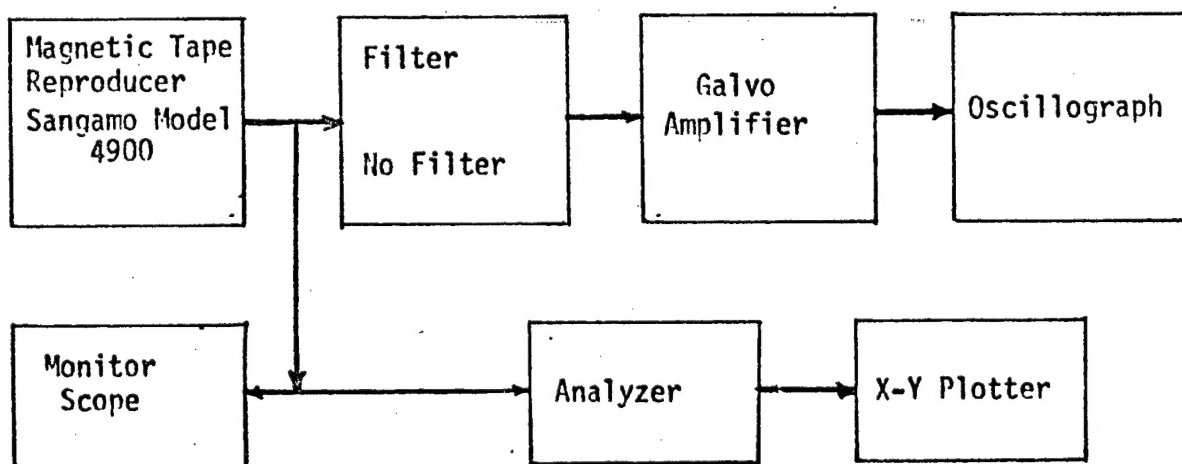 Magnetic Tape
Reproducer
Sangamo Model
4900
Filter
No Filter
Galvo
Amplifier
Oscillograph
Monitor
Scope
Analyzer
X-Y Plotter